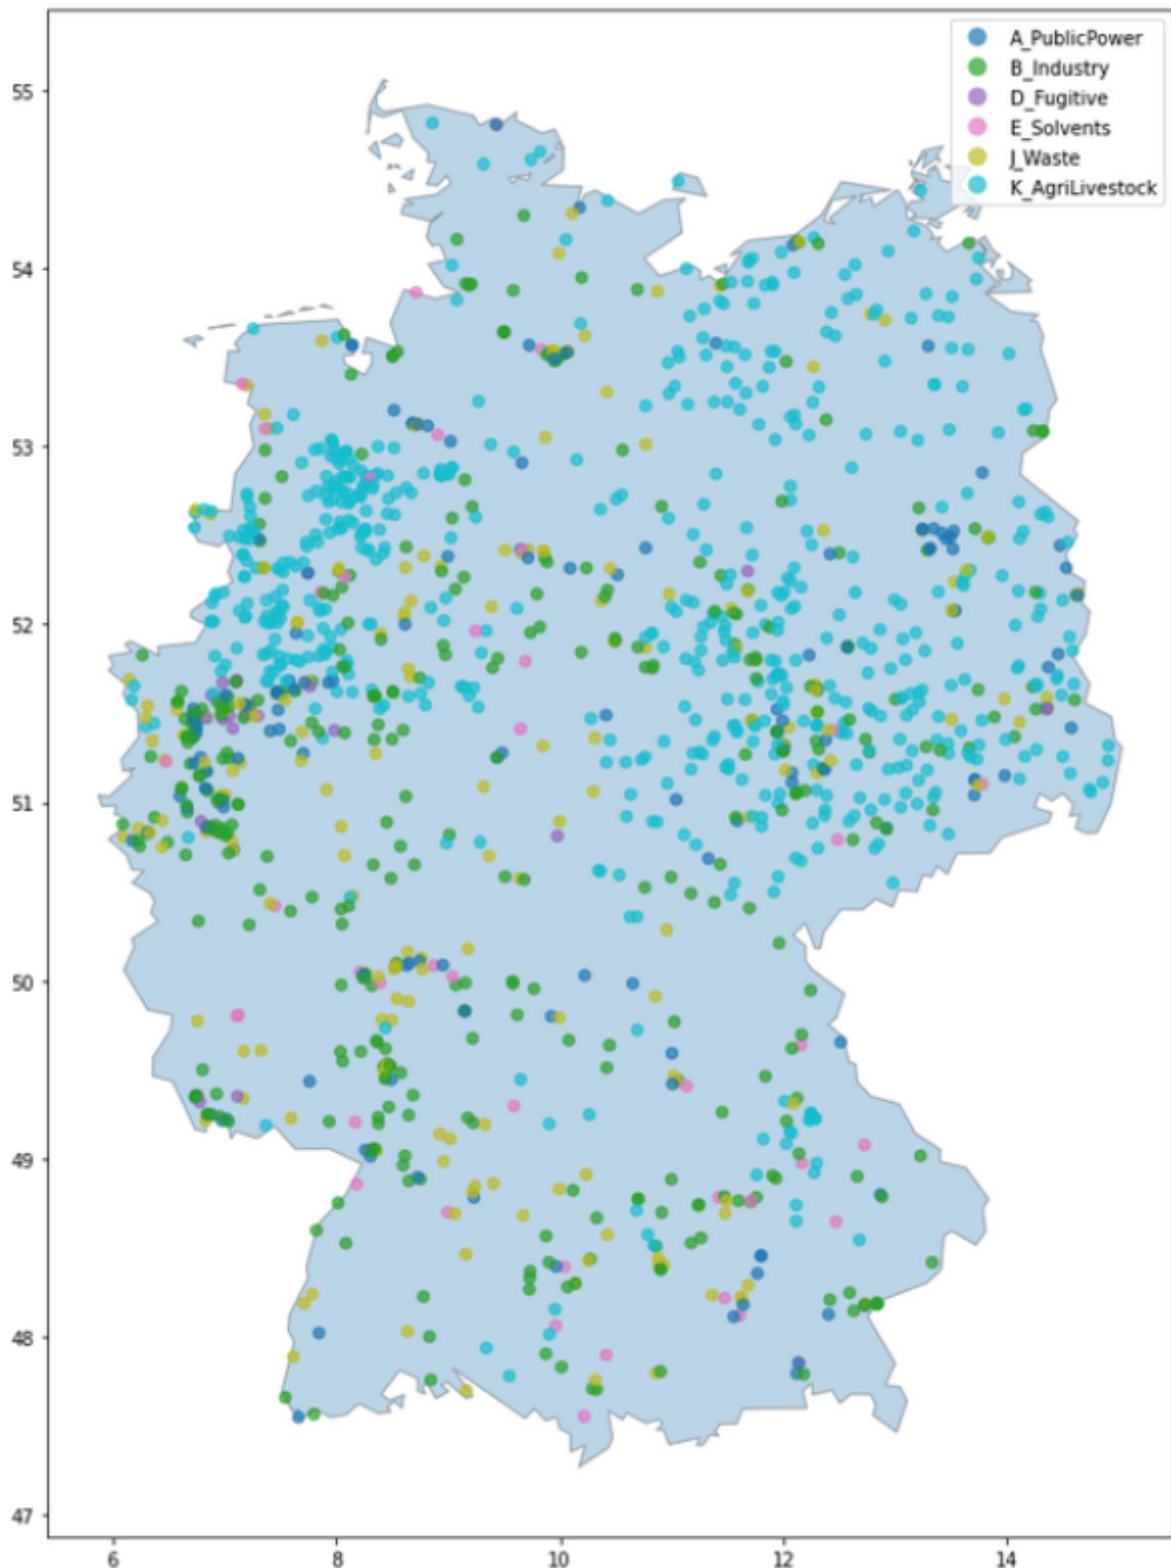 A_PublicPower
B_Industry
D_Fugitive
E_Solvents
J_Waste
K_AgriLivestock
55
54
53
52
51
50
49
48
47
6 8 10 12 14